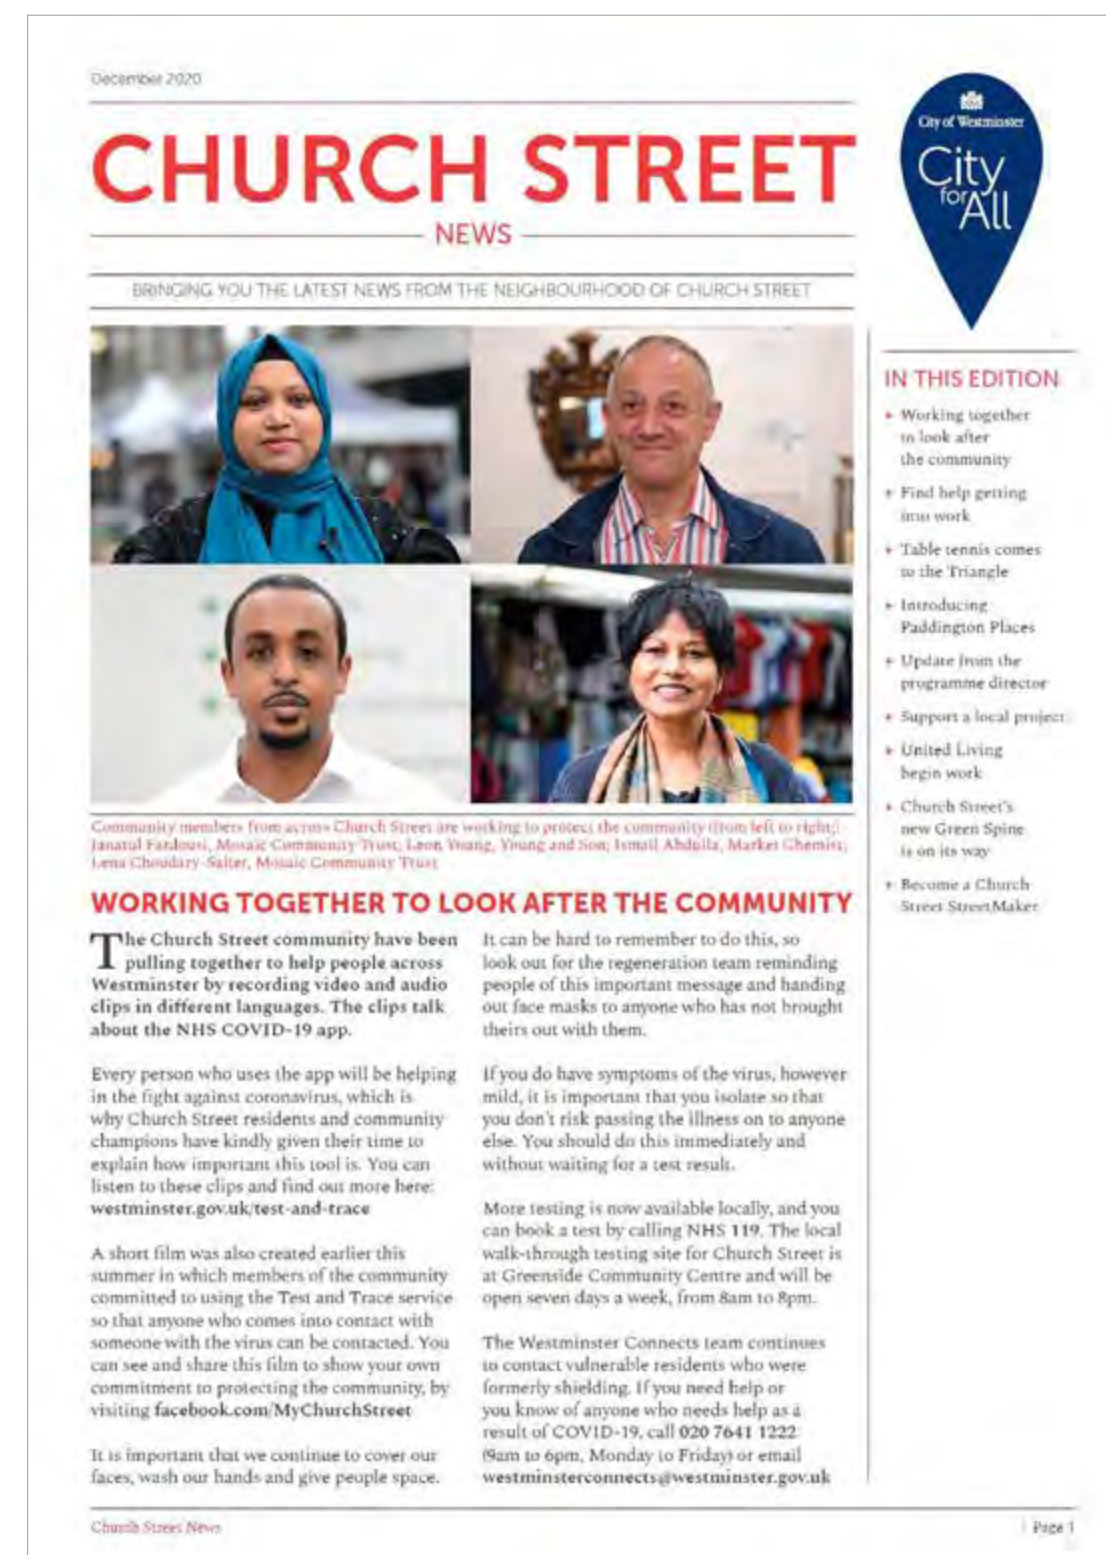 December 2020
CHURCH STREET
NEWS
BRINGING YOU THE LATEST NEWS FROM THE NEIGHBOURHOOD OF CHURCH STREET
City of Westminster
City
for
All
Community members from across Church Street are working to protect the community (from left to right):
Janatul Fardousi, Mosaic Community Trust; Leon Young, Young and Son; Ismail Abdulla, Market Chemist;
Lena Choudary-Salter, Mosaic Community Trust
WORKING TOGETHER TO LOOK AFTER THE COMMUNITY
The Church Street community have been
pulling together to help people across
Westminster by recording video and audio
clips in different languages. The clips talk
about the NHS COVID-19 app.
Every person who uses the app will be helping
in the fight against coronavirus, which is
why Church Street residents and community
champions have kindly given their time to
explain how important this tool is. You can
listen to these clips and find out more here:
westminster.gov.uk/test-and-trace
A short film was also created earlier this
summer in which members of the community
committed to using the Test and Trace service
so that anyone who comes into contact with
someone with the virus can be contacted. You
can see and share this film to show your own
commitment to protecting the community, by
visiting facebook.com/MyChurchStreet
It is important that we continue to cover our
faces, wash our hands and give people space.
It can be hard to remember to do this, so
look out for the regeneration team reminding
people of this important message and handing
out face masks to anyone who has not brought
theirs out with them.
If you do have symptoms of the virus, however
mild, it is important that you isolate so that
you don't risk passing the illness on to anyone
else. You should do this immediately and
without waiting for a test result.
More testing is now available locally, and you
can book a test by calling NHS 119. The local
walk-through testing site for Church Street is
at Greenside Community Centre and will be
open seven days a week, from 8am to 8pm.
The Westminster Connects team continues
to contact vulnerable residents who were
formerly shielding. If you need help or
you know of anyone who needs help as a
result of COVID-19, call 020 7641 1222
(9am to 6pm, Monday to Friday) or email
westminsterconnects@westminster.gov.uk
IN THIS EDITION
Working together
to look after
the community
Find help getting
into work
Table tennis comes
to the Triangle
Introducing
Paddington Places
Update from the
programme director
Support a local project
United Living
begin work
Church Street's
new Green Spine
is on its way
Become a Church
Street StreetMaker
Church Street News
Page 1